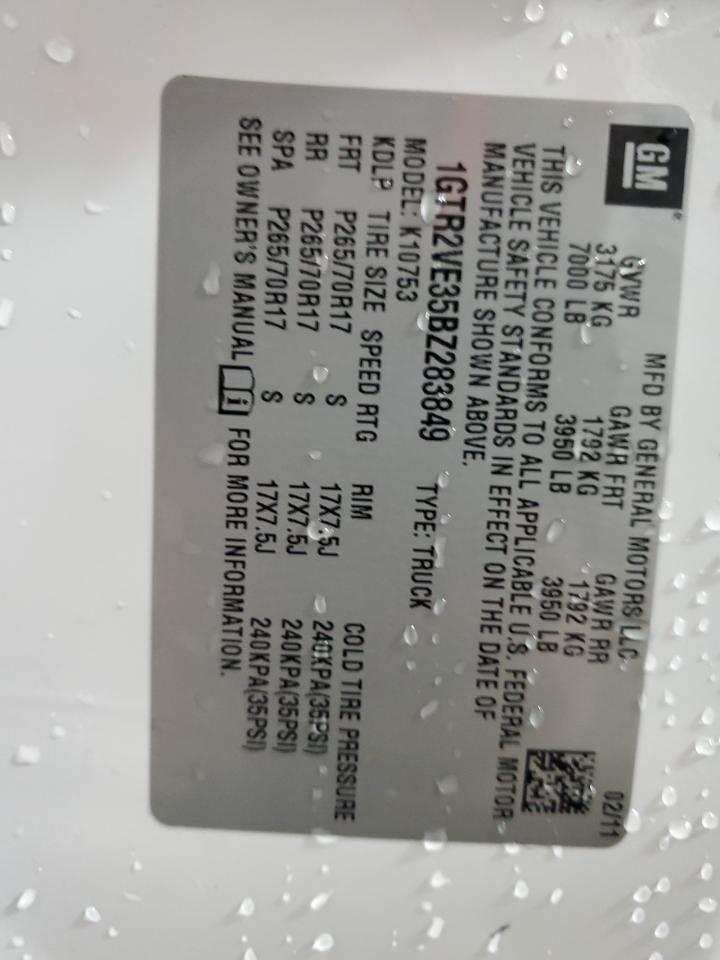 GM®
MFD BY GENERAL MOTORS LLC 02/11
GVWR GAWR FRT GAWR RR
3175 KG 1792 KG 1792 KG
7000 LB 3950 LB 3950 LB
THIS VEHICLE CONFORMS TO ALL APPLICABLE U.S. FEDERAL MOTOR
VEHICLE SAFETY STANDARDS IN EFFECT ON THE DATE OF
MANUFACTURE SHOWN ABOVE.
1GTR2VE35BZ283849 TYPE: TRUCK
MODEL: K10753
KDLP TIRE SIZE SPEED RTG RIM COLD TIRE PRESSURE
FRT P265/70R17 S 17X7.5J 240KPA(35PSI)
RR P265/70R17 S 17X7.5J 240KPA(35PSI)
SPA P265/70R17 S 17X7.5J 240KPA(35PSI)
SEE OWNER'S MANUAL i FOR MORE INFORMATION.